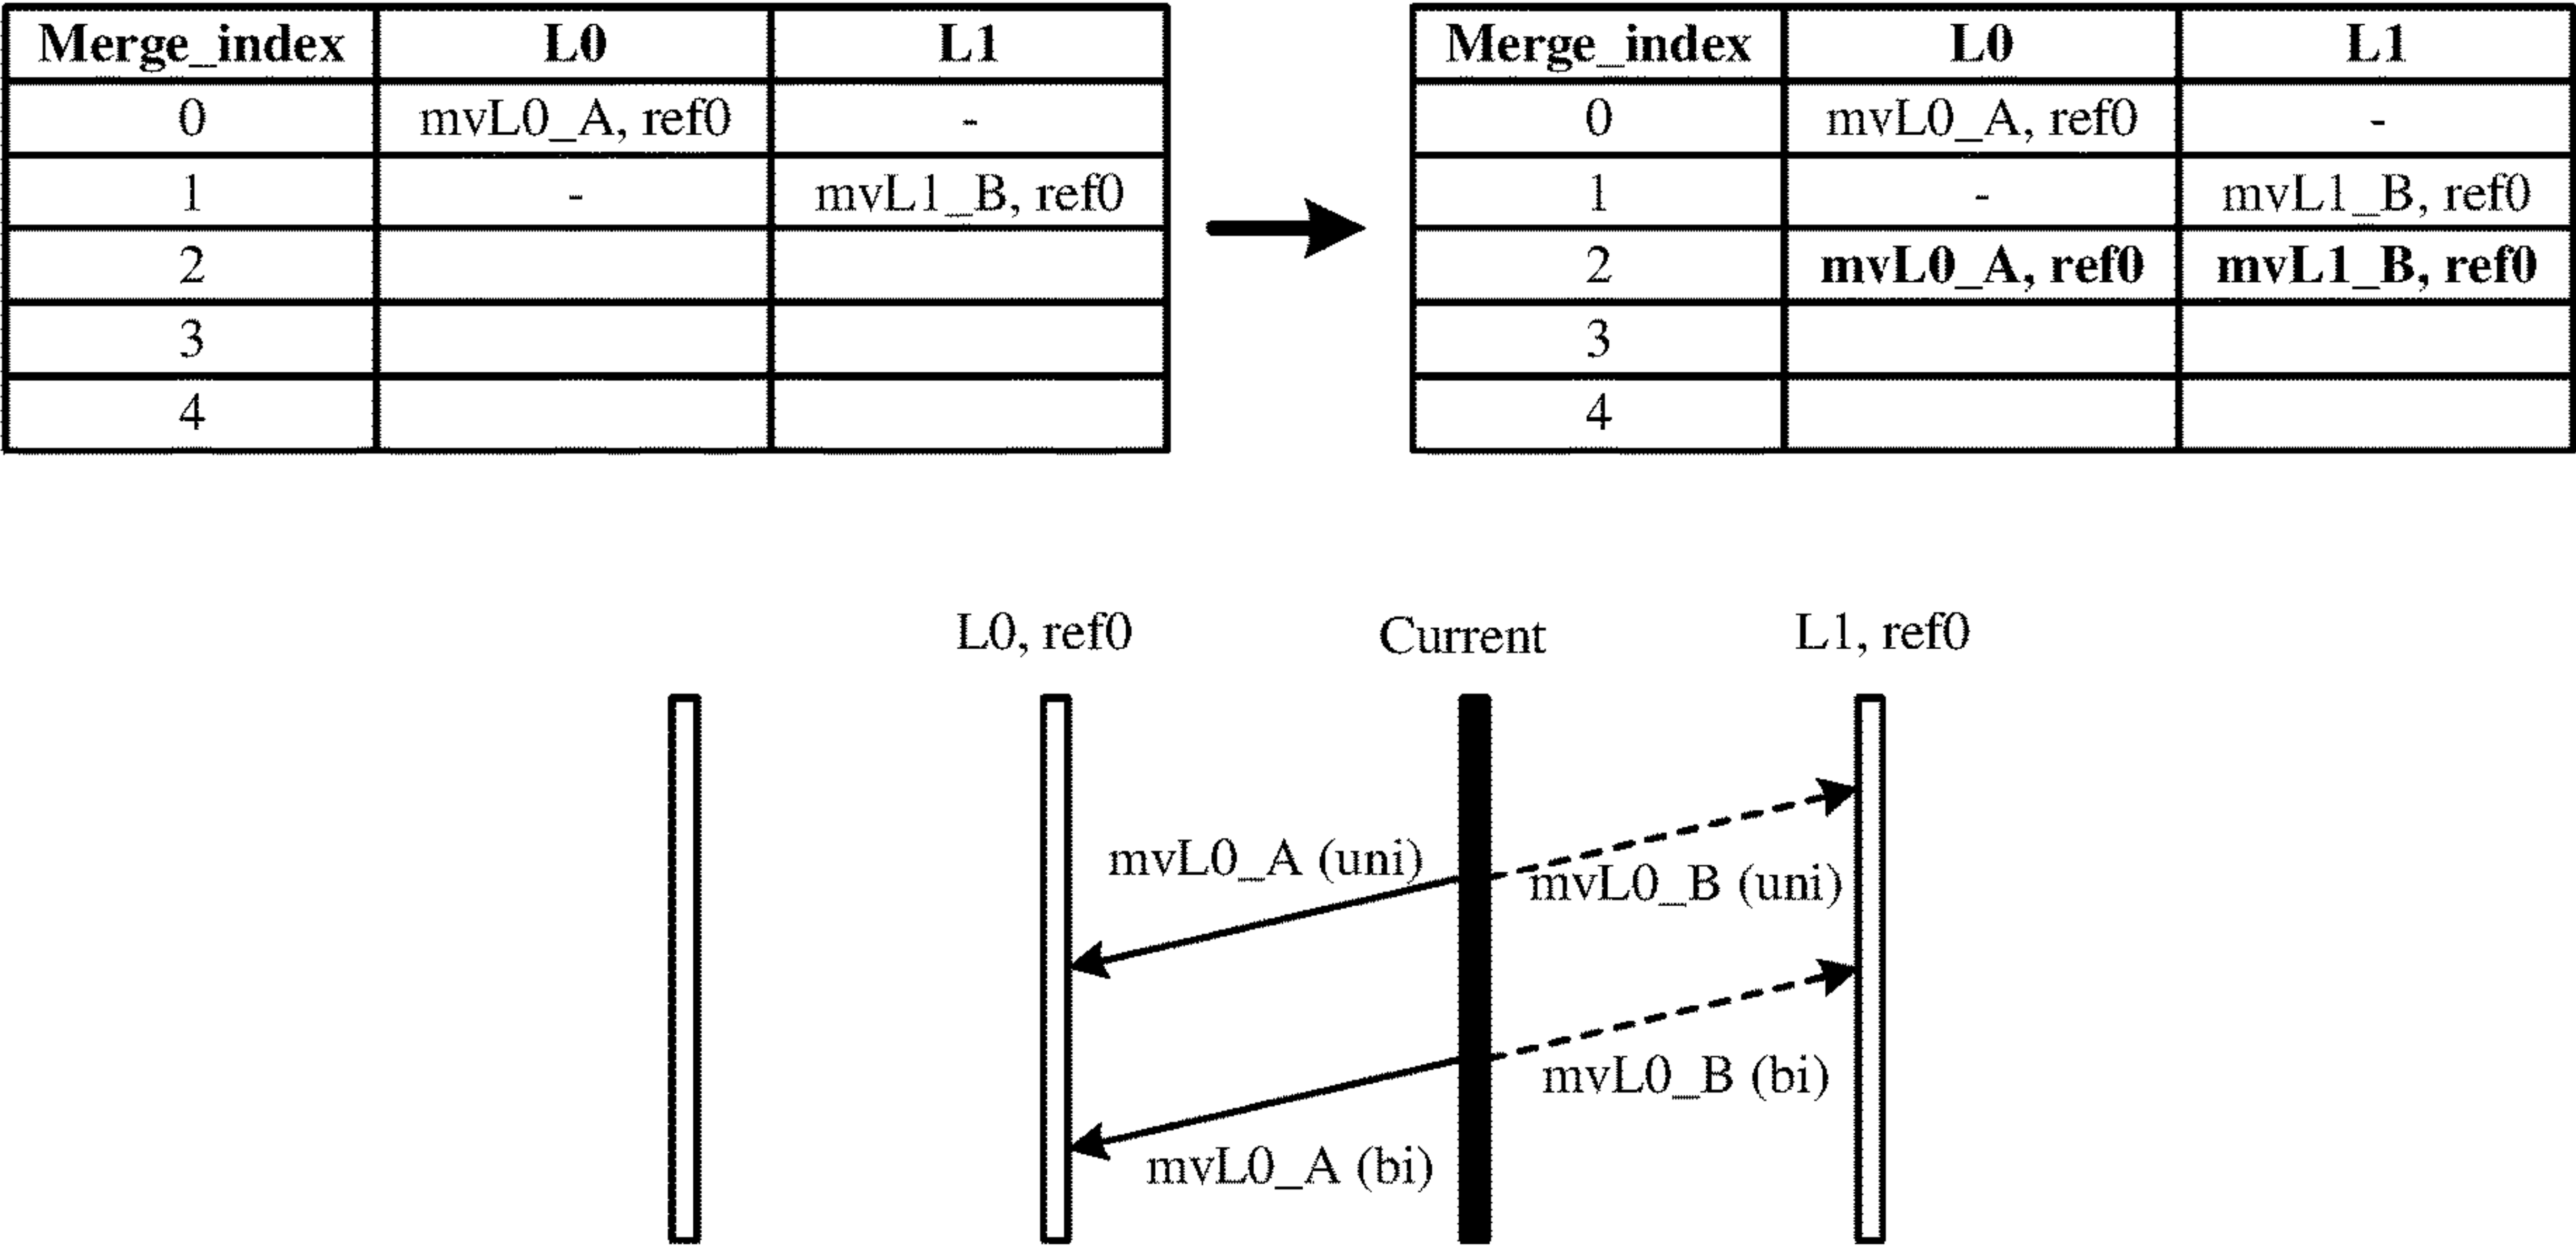 Merge_index L0 L1
0 mvL0_A, ref0 -
1 - mvL1_B, ref0
2
3
4
Merge_index L0 L1
0 mvL0_A, ref0 -
1 - mvL1_B, ref0
2 mvL0_A, ref0 mvL1_B, ref0
3
4
L0, ref0 Current L1, ref0
mvL0_A (uni) mvL0_B (uni)
mvL0_B (bi)
mvL0_A (bi)